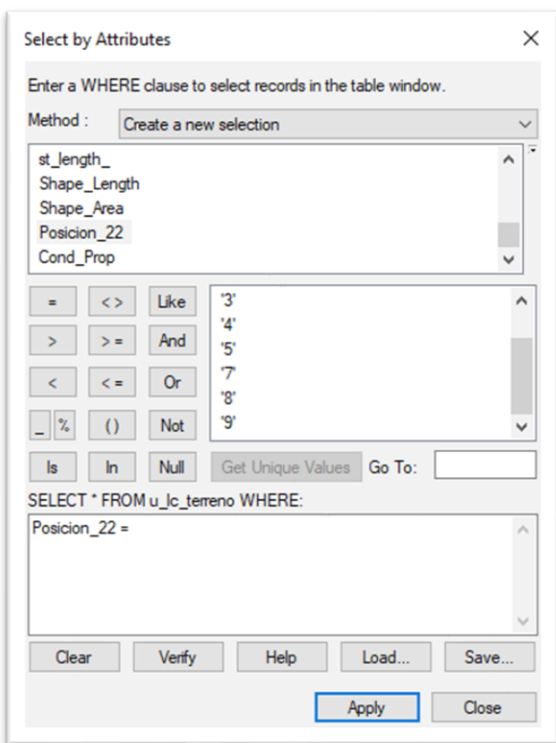 Select by Attributes
Enter a WHERE clause to select records in the table window.
Method : Create a new selection
st_length_
Shape_Length
Shape_Area
Posicion_22
Cond_Prop
= < > Like
> > = And
< < = Or
_ % () Not
Is In Null
'3'
'4'
'5'
'7'
'8'
'9'
Get Unique Values Go To:
SELECT * FROM u_lc_terreno WHERE:
Posicion_22 =
Clear Verify Help Load... Save...
Apply Close